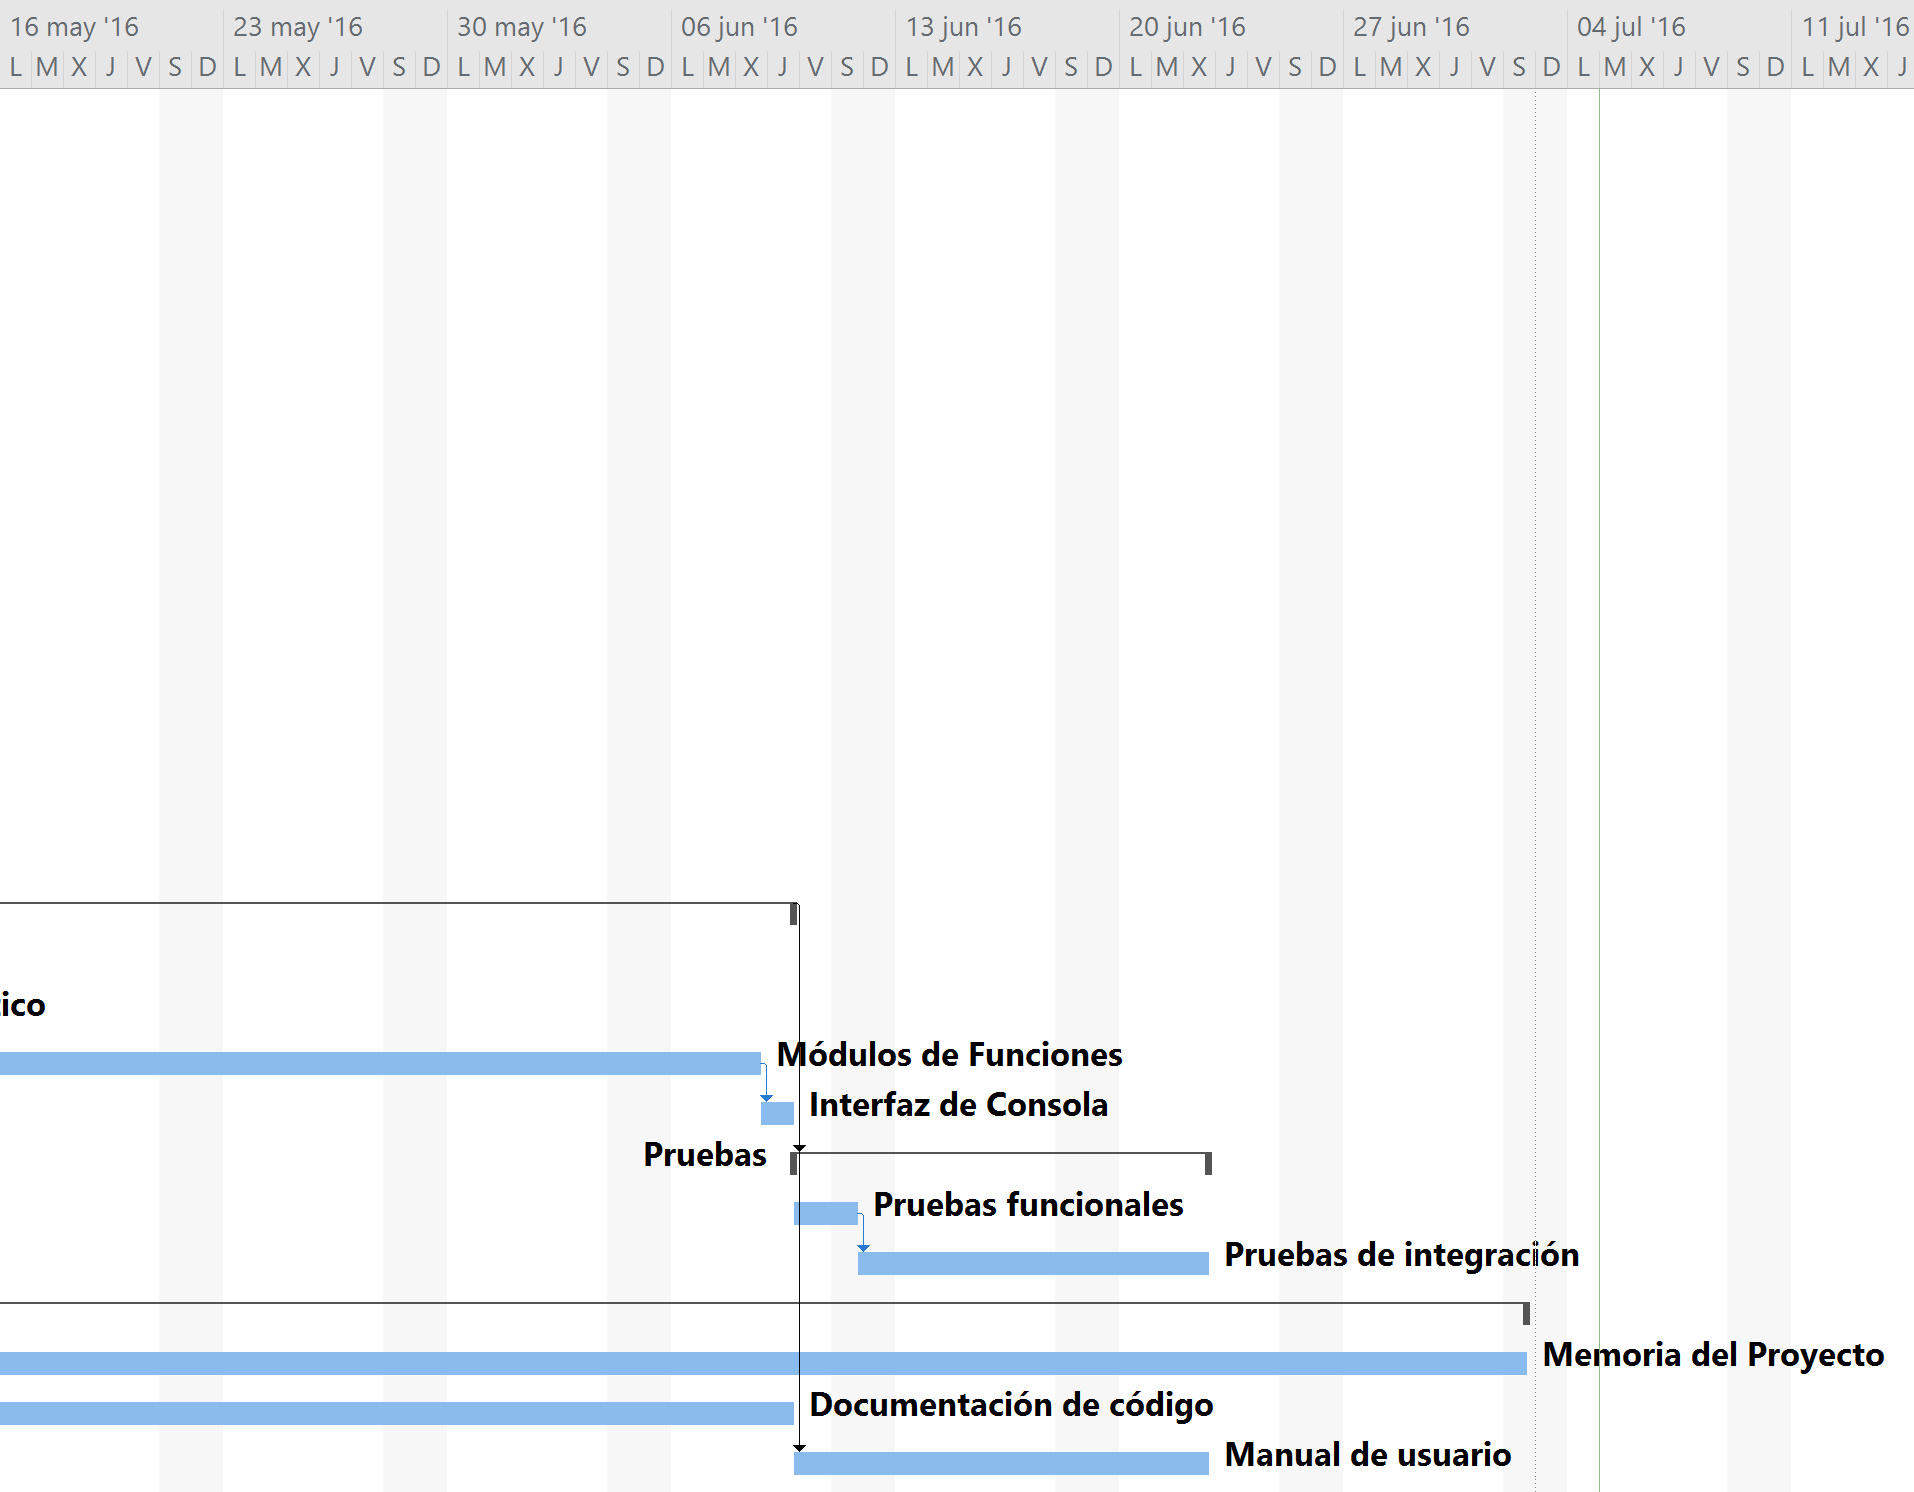 16 may '16 23 may '16 30 may '16 06 jun '16 13 jun '16 20 jun '16 27 jun '16 04 jul '16 11 jul '16
L M X J V S D L M X J V S D L M X J V S D L M X J V S D L M X J V S D L M X J V S D L M X J V S D L M X J V S D L M X J
ico
Módulos de Funciones
Interfaz de Consola
Pruebas
Pruebas funcionales
Pruebas de integración
Memoria del Proyecto
Documentación de código
Manual de usuario